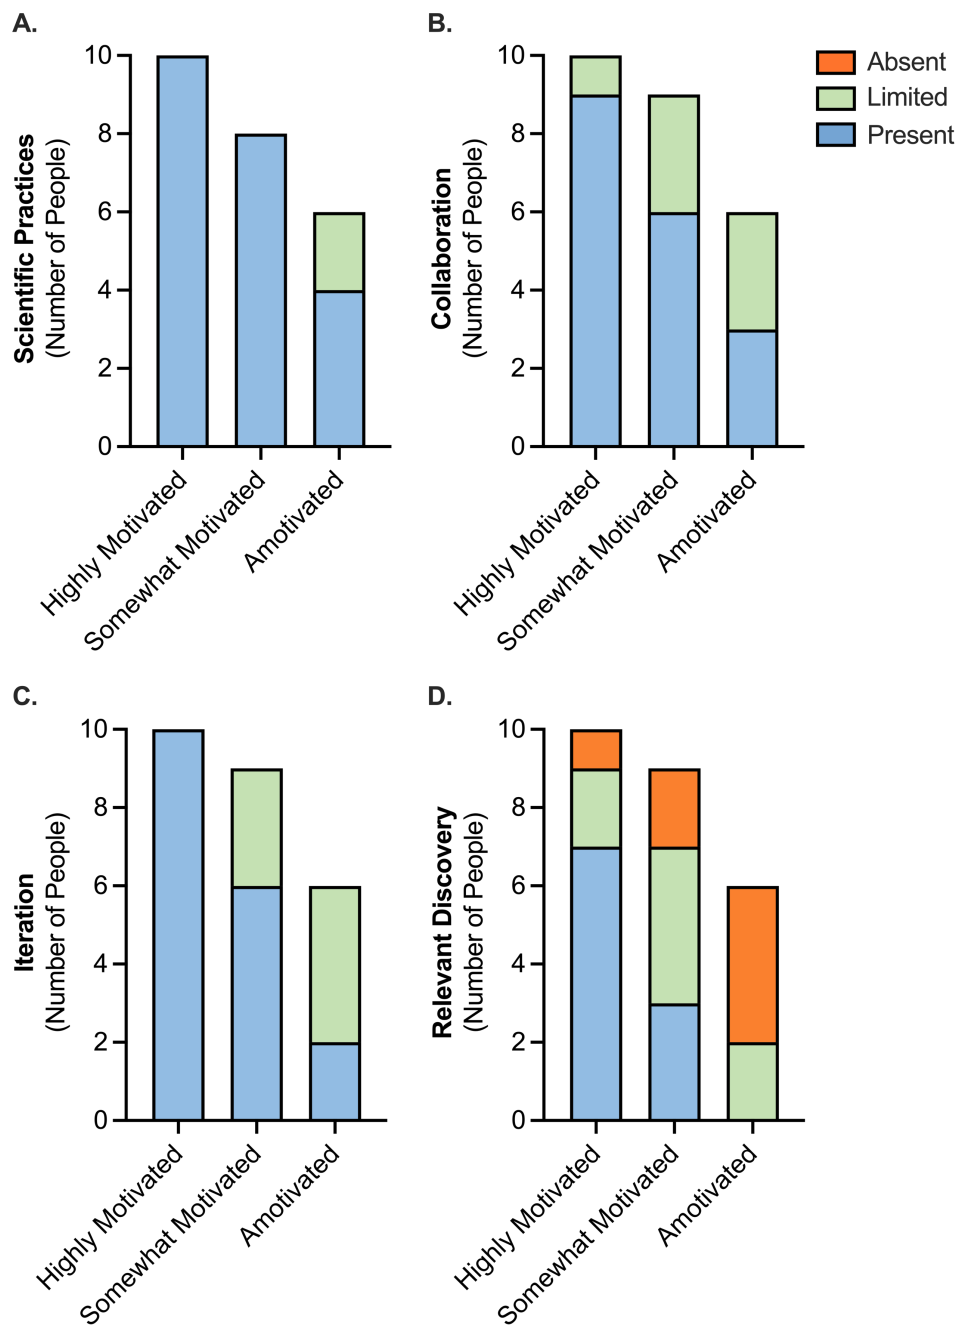 A.
Scientific Practices
(Number of People)
10
8
6
4
2
0
Highly Motivated
Somewhat Motivated
Amotivated
B.
Collaboration
(Number of People)
10
8
6
4
2
0
Highly Motivated
Somewhat Motivated
Amotivated
Absent
Limited
Present
C.
Iteration
(Number of People)
10
8
6
4
2
0
Highly Motivated
Somewhat Motivated
Amotivated
D.
Relevant Discovery
(Number of People)
10
8
6
4
2
0
Highly Motivated
Somewhat Motivated
Amotivated